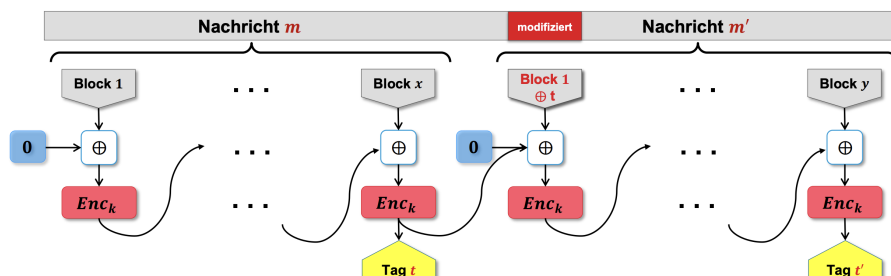 Nachricht m modifiziert Nachricht m′
Block 1 . . . Block x Block 1 . . . Block y
⊕ t
0 ⊕ . . . ⊕ 0 ⊕ . . . ⊕
Enc_k . . . Enc_k Enc_k . . . Enc_k
Tag t Tag t′